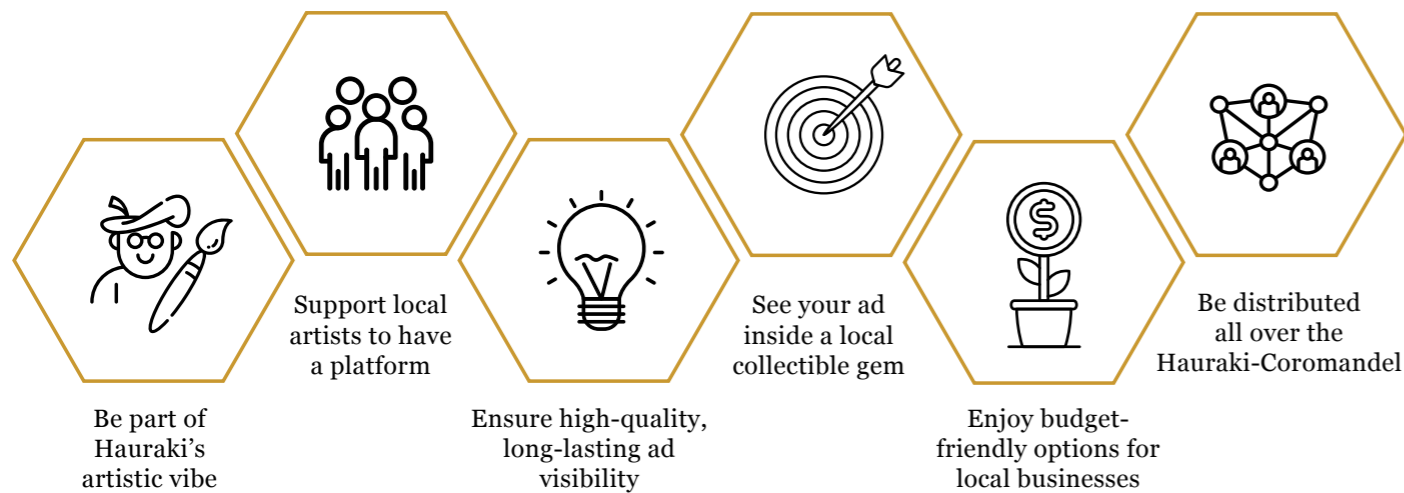 Be part of
Hauraki’s
artistic vibe
Support local
artists to have
a platform
Ensure high-quality,
long-lasting ad
visibility
See your ad
inside a local
collectible gem
Enjoy budget-
friendly options for
local businesses
Be distributed
all over the
Hauraki-Coromandel
$